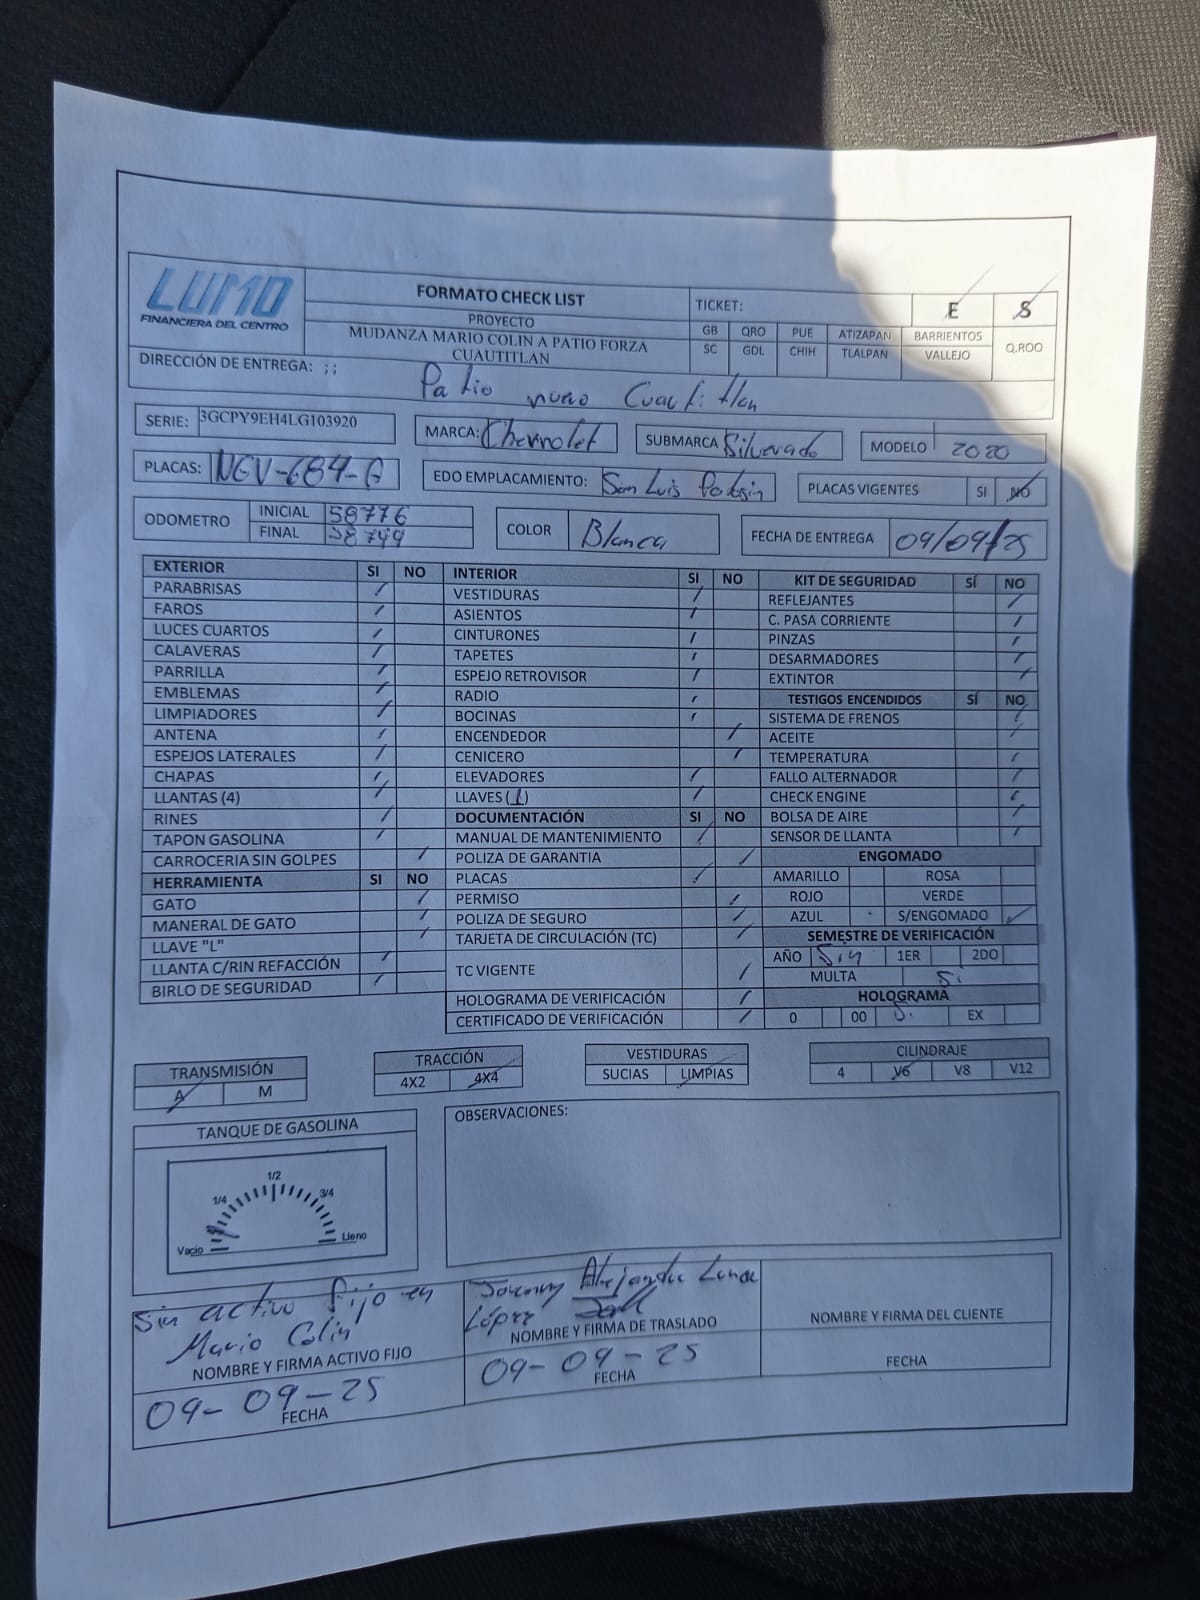 LUMO
FINANCIERA DEL CENTRO
FORMATO CHECK LIST
PROYECTO
MUDANZA MARIO COLIN A PATIO FORZA
CUAUTITLAN
TICKET: E S
GB QRO PUE ATIZAPAN BARRIENTOS Q.ROO
SC GDL CHIH TLALPAN VALLEJO
DIRECCIÓN DE ENTREGA: ;; Patio nuevo Cuautitlan
SERIE: 3GCPY9EH4LG103920 MARCA: Chevrolet SUBMARCA Silverado MODELO 2020
PLACAS: EDO EMPLACAMIENTO: San Luis Potosin PLACAS VIGENTES SI NO
ODOMETRO INICIAL 58776 COLOR Blanca FECHA DE ENTREGA 09/09/25
FINAL
EXTERIOR SI NO INTERIOR SI NO KIT DE SEGURIDAD SÍ NO
PARABRISAS VESTIDURAS REFLEJANTES
FAROS ASIENTOS C. PASA CORRIENTE
LUCES CUARTOS CINTURONES PINZAS
CALAVERAS TAPETES DESARMADORES
PARRILLA ESPEJO RETROVISOR EXTINTOR
EMBLEMAS RADIO TESTIGOS ENCENDIDOS SÍ NO
LIMPIADORES BOCINAS SISTEMA DE FRENOS
ANTENA ENCENDEDOR ACEITE
ESPEJOS LATERALES CENICERO TEMPERATURA
CHAPAS ELEVADORES FALLO ALTERNADOR
LLANTAS (4) LLAVES (1) CHECK ENGINE
RINES DOCUMENTACIÓN SI NO BOLSA DE AIRE
TAPON GASOLINA MANUAL DE MANTENIMIENTO SENSOR DE LLANTA
CARROCERIA SIN GOLPES POLIZA DE GARANTIA ENGOMADO
HERRAMIENTA SI NO PLACAS AMARILLO ROSA
GATO PERMISO ROJO VERDE
MANERAL DE GATO POLIZA DE SEGURO AZUL S/ENGOMADO
LLAVE "L" TARJETA DE CIRCULACIÓN (TC) SEMESTRE DE VERIFICACIÓN
LLANTA C/RIN REFACCIÓN TC VIGENTE AÑO Sin 1ER 2DO
BIRLO DE SEGURIDAD MULTA Si
HOLOGRAMA DE VERIFICACIÓN HOLOGRAMA
CERTIFICADO DE VERIFICACIÓN 0 00 EX
TRANSMISIÓN TRACCIÓN VESTIDURAS CILINDRAJE
A M 4X2 4X4 SUCIAS LIMPIAS 4 V6 V8 V12
TANQUE DE GASOLINA OBSERVACIONES:
1/2
1/4 3/4
Vacio Lleno
Sin activo fijo en
Mario Colin
NOMBRE Y FIRMA ACTIVO FIJO
09-09-25
FECHA
Alejandro Luna
López
NOMBRE Y FIRMA DE TRASLADO
09-09-25
FECHA
NOMBRE Y FIRMA DEL CLIENTE
FECHA